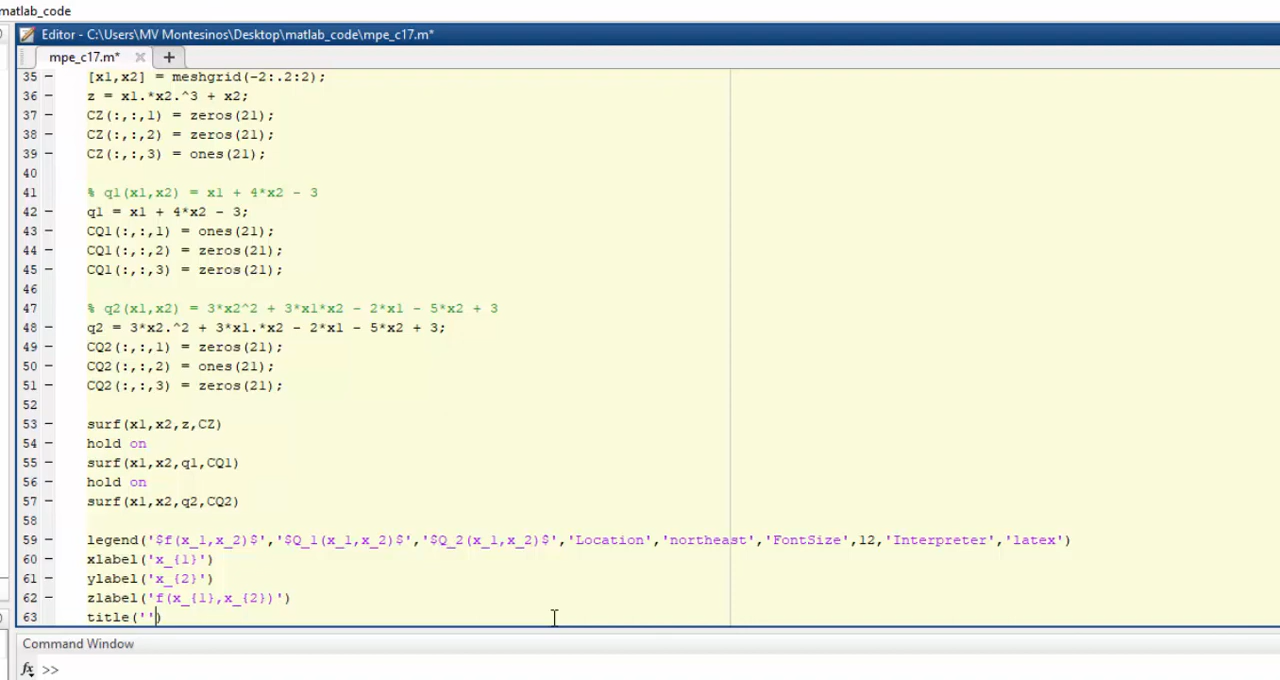 matlab_code
Editor - C:\Users\MV Montesinos\Desktop\matlab_code\mpe_c17.m*
mpe_c17.m* × +
35 - [x1,x2] = meshgrid(-2:.2:2);
36 - z = x1.*x2.^3 + x2;
37 - CZ(:,:,1) = zeros(21);
38 - CZ(:,:,2) = zeros(21);
39 - CZ(:,:,3) = ones(21);
40
41 % q1(x1,x2) = x1 + 4*x2 - 3
42 - q1 = x1 + 4*x2 - 3;
43 - CQ1(:,:,1) = ones(21);
44 - CQ1(:,:,2) = zeros(21);
45 - CQ1(:,:,3) = zeros(21);
46
47 % q2(x1,x2) = 3*x2^2 + 3*x1*x2 - 2*x1 - 5*x2 + 3
48 - q2 = 3*x2.^2 + 3*x1.*x2 - 2*x1 - 5*x2 + 3;
49 - CQ2(:,:,1) = zeros(21);
50 - CQ2(:,:,2) = ones(21);
51 - CQ2(:,:,3) = zeros(21);
52
53 - surf(x1,x2,z,CZ)
54 - hold on
55 - surf(x1,x2,q1,CQ1)
56 - hold on
57 - surf(x1,x2,q2,CQ2)
58
59 - legend('$f(x_1,x_2)$','$Q_1(x_1,x_2)$','$Q_2(x_1,x_2)$','Location','northeast','FontSize',12,'Interpreter','latex')
60 - xlabel('x_{1}')
61 - ylabel('x_{2}')
62 - zlabel('f(x_{1},x_{2})')
63 - title('')
Command Window
fx >>